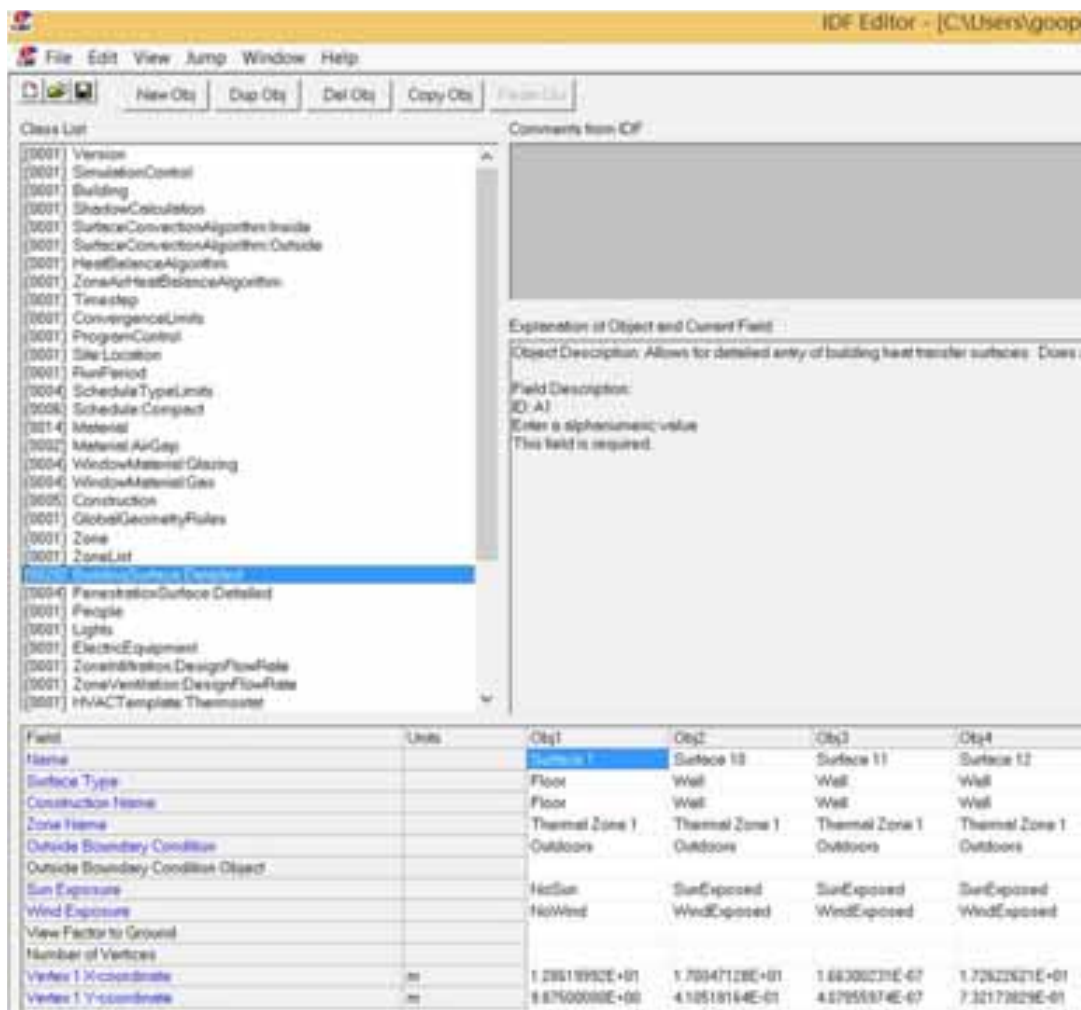 IDF Editor - [C:\Users\goop
File Edit View Jump Window Help
New Obj Dup Obj Del Obj Copy Obj
Class List
[0001] Version
[0001] SimulationControl
[0001] Building
[0001] ShadowCalculation
[0001] SurfaceConvectionAlgorithm:Inside
[0001] SurfaceConvectionAlgorithm:Outside
[0001] HeatBalanceAlgorithm
[0001] ZoneAirHeatBalanceAlgorithm
[0001] Timestep
[0001] ConvergenceLimits
[0001] ProgramControl
[0001] Site:Location
[0001] RunPeriod
[0004] ScheduleTypeLimits
[0006] Schedule:Compact
[0014] Material
[0002] Material:AirGap
[0004] WindowMaterial:Glazing
[0004] WindowMaterial:Gas
[0005] Construction
[0001] GlobalGeometryRules
[0001] Zone
[0001] ZoneList
BuildingSurface:Detailed
[0004] FenestrationSurface:Detailed
[0001] People
[0001] Lights
[0001] ElectricEquipment
[0001] ZoneInfiltration:DesignFlowRate
[0001] ZoneVentilation:DesignFlowRate
[0001] HVACTemplate:Thermostat
Comments from IDF
Explanation of Object and Current Field
Object Description: Allows for detailed entry of building heat transfer surfaces. Does
Field Description:
ID: A1
Enter a alphanumeric value
This field is required.
Field Units Obj1 Obj2 Obj3 Obj4
Name Surface 1 Surface 10 Surface 11 Surface 12
Surface Type Floor Wall Wall Wall
Construction Name Floor Wall Wall Wall
Zone Name Thermal Zone 1 Thermal Zone 1 Thermal Zone 1 Thermal Zone 1
Outside Boundary Condition Outdoors Outdoors Outdoors Outdoors
Outside Boundary Condition Object
Sun Exposure NoSun SunExposed SunExposed SunExposed
Wind Exposure NoWind WindExposed WindExposed WindExposed
View Factor to Ground
Number of Vertices
Vertex 1 X-coordinate m
Vertex 1 Y-coordinate m